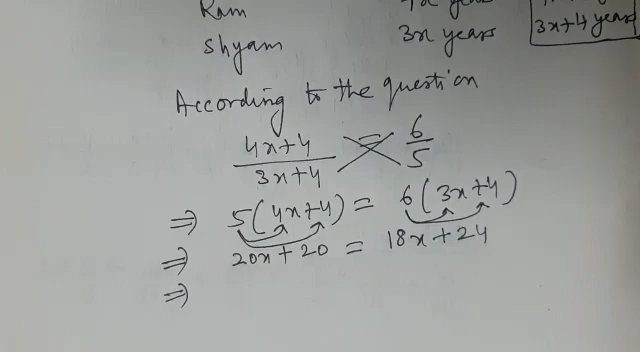 Ram
Shyam 3x years 3x+4 years
According to the question
4x+4 = 6
3x+4 5
⇒ 5(4x+4) = 6(3x+4)
⇒ 20x+20 = 18x+24
⇒